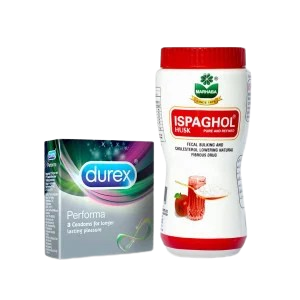 durex
Performa
3 Condoms for longer
lasting pleasure
MARHABA
ISPAGHOL
HUSK PURE AND REFINED
FECAL BULKING AND
CHOLESTEROL LOWERING NATURAL
FIBROUS DRUG